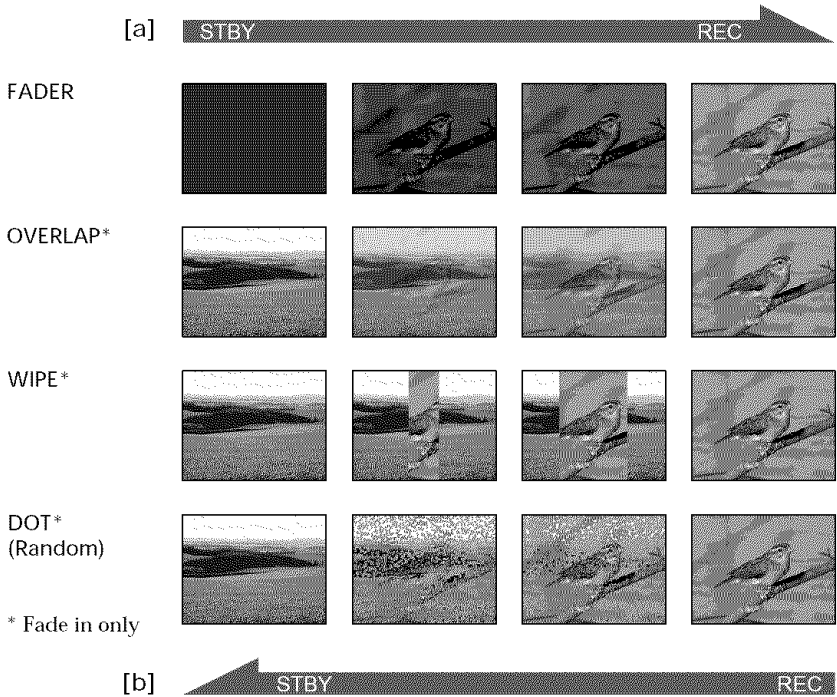 [a] STBY REC
FADER
OVERLAP*
WIPE*
DOT*
(Random)
* Fade in only
[b] STBY REC